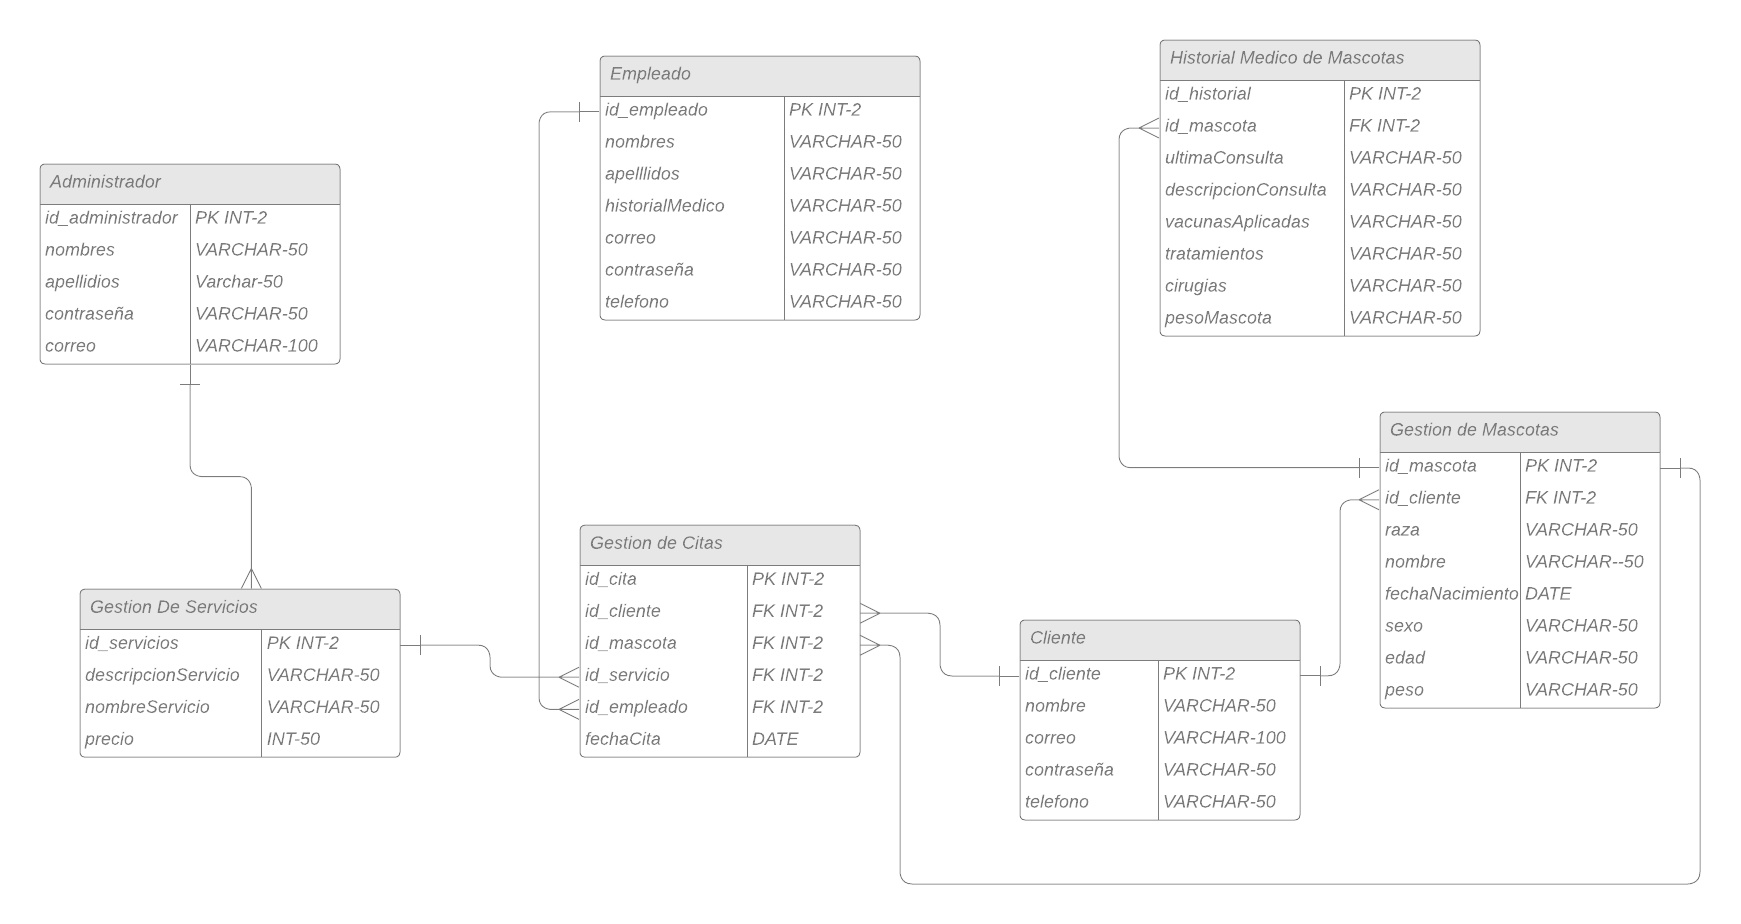 Administrador
id_administrador PK INT-2
nombres VARCHAR-50
apellidios Varchar-50
contraseña VARCHAR-50
correo VARCHAR-100
Empleado
id_empleado PK INT-2
nombres VARCHAR-50
apelllidos VARCHAR-50
historialMedico VARCHAR-50
correo VARCHAR-50
contraseña VARCHAR-50
telefono VARCHAR-50
Historial Medico de Mascotas
id_historial PK INT-2
id_mascota FK INT-2
ultimaConsulta VARCHAR-50
descripcionConsulta VARCHAR-50
vacunasAplicadas VARCHAR-50
tratamientos VARCHAR-50
cirugias VARCHAR-50
pesoMascota VARCHAR-50
Gestion De Servicios
id_servicios PK INT-2
descripcionServicio VARCHAR-50
nombreServicio VARCHAR-50
precio INT-50
Gestion de Citas
id_cita PK INT-2
id_cliente FK INT-2
id_mascota FK INT-2
id_servicio FK INT-2
id_empleado FK INT-2
fechaCita DATE
Cliente
id_cliente PK INT-2
nombre VARCHAR-50
correo VARCHAR-100
contraseña VARCHAR-50
telefono VARCHAR-50
Gestion de Mascotas
id_mascota PK INT-2
id_cliente FK INT-2
raza VARCHAR-50
nombre VARCHAR--50
fechaNacimiento DATE
sexo VARCHAR-50
edad VARCHAR-50
peso VARCHAR-50